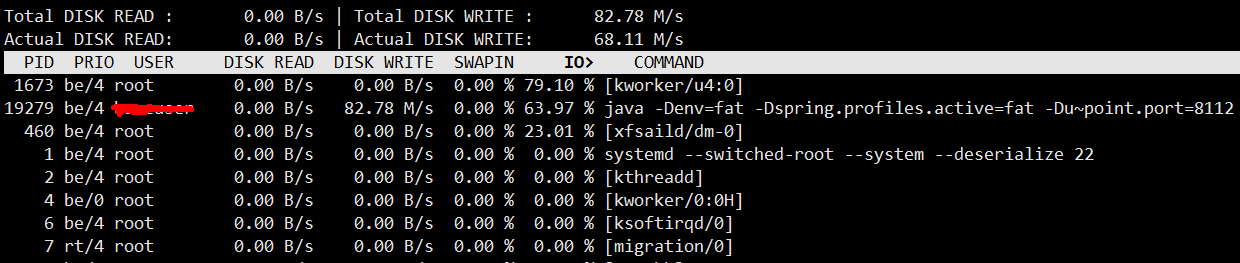 Total DISK READ :       0.00 B/s | Total DISK WRITE :      82.78 M/s
Actual DISK READ:       0.00 B/s | Actual DISK WRITE:      68.11 M/s
  PID  PRIO  USER     DISK READ  DISK WRITE  SWAPIN     IO>    COMMAND
 1673 be/4 root        0.00 B/s    0.00 B/s  0.00 % 79.10 % [kworker/u4:0]
19279 be/4             0.00 B/s   82.78 M/s  0.00 % 63.97 % java -Denv=fat -Dspring.profiles.active=fat -Du~point.port=8112
  460 be/4 root        0.00 B/s    0.00 B/s  0.00 % 23.01 % [xfsaild/dm-0]
    1 be/4 root        0.00 B/s    0.00 B/s  0.00 %  0.00 % systemd --switched-root --system --deserialize 22
    2 be/4 root        0.00 B/s    0.00 B/s  0.00 %  0.00 % [kthreadd]
    4 be/0 root        0.00 B/s    0.00 B/s  0.00 %  0.00 % [kworker/0:0H]
    6 be/4 root        0.00 B/s    0.00 B/s  0.00 %  0.00 % [ksoftirqd/0]
    7 rt/4 root        0.00 B/s    0.00 B/s  0.00 %  0.00 % [migration/0]